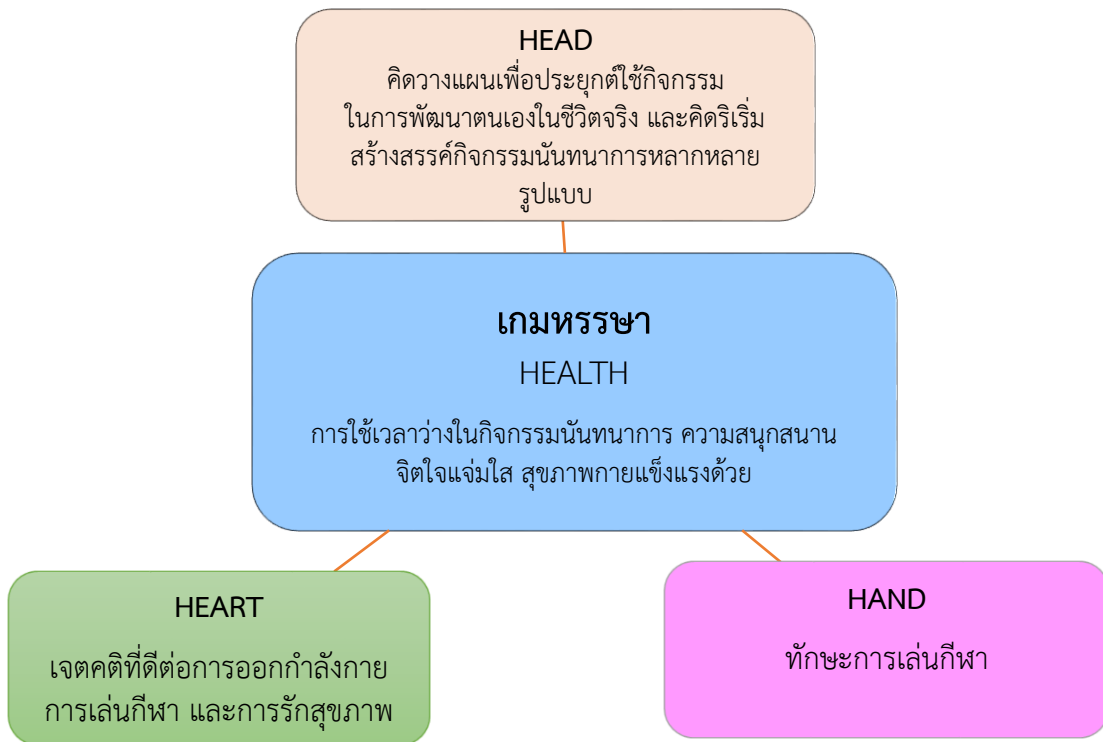 HEAD
คิดวางแผนเพื่อประยุกต์ใช้กิจกรรม
ในการพัฒนาตนเองในชีวิตจริง และคิดริเริ่ม
สร้างสรรค์กิจกรรมนันทนาการหลากหลาย
รูปแบบ
เกมหรรษา
HEALTH
การใช้เวลาว่างในกิจกรรมนันทนาการ ความสนุกสนาน
จิตใจแจ่มใส สุขภาพกายแข็งแรงด้วย
HEART
เจตคติที่ดีต่อการออกกำลังกาย
การเล่นกีฬา และการรักสุขภาพ
HAND
ทักษะการเล่นกีฬา